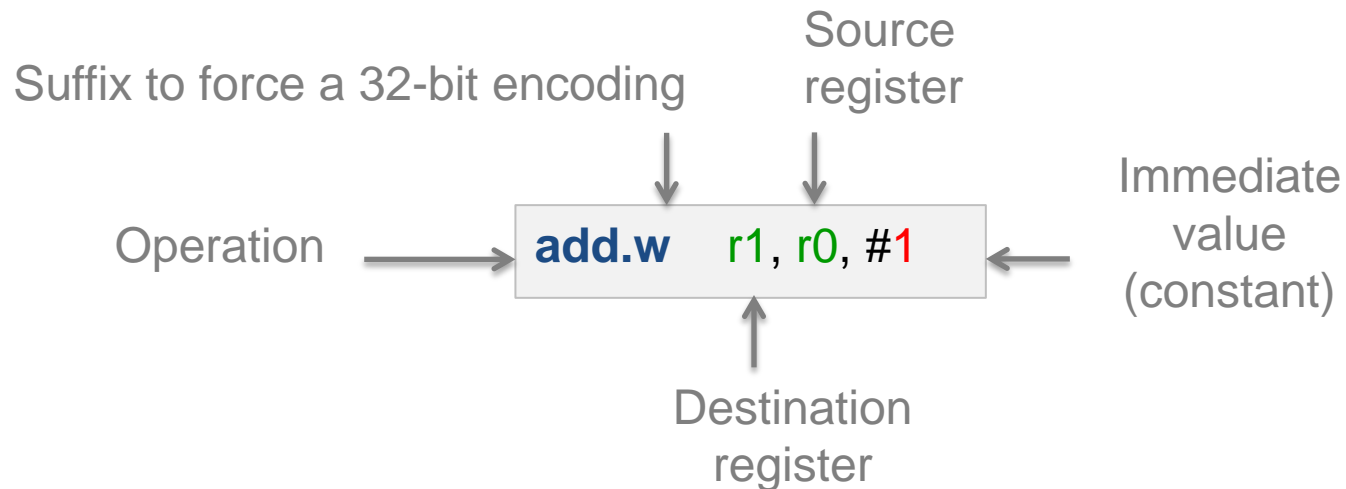 Source
register
Suffix to force a 32-bit encoding
Immediate
value
(constant)
Operation
add.w r1, r0, #1
Destination
register